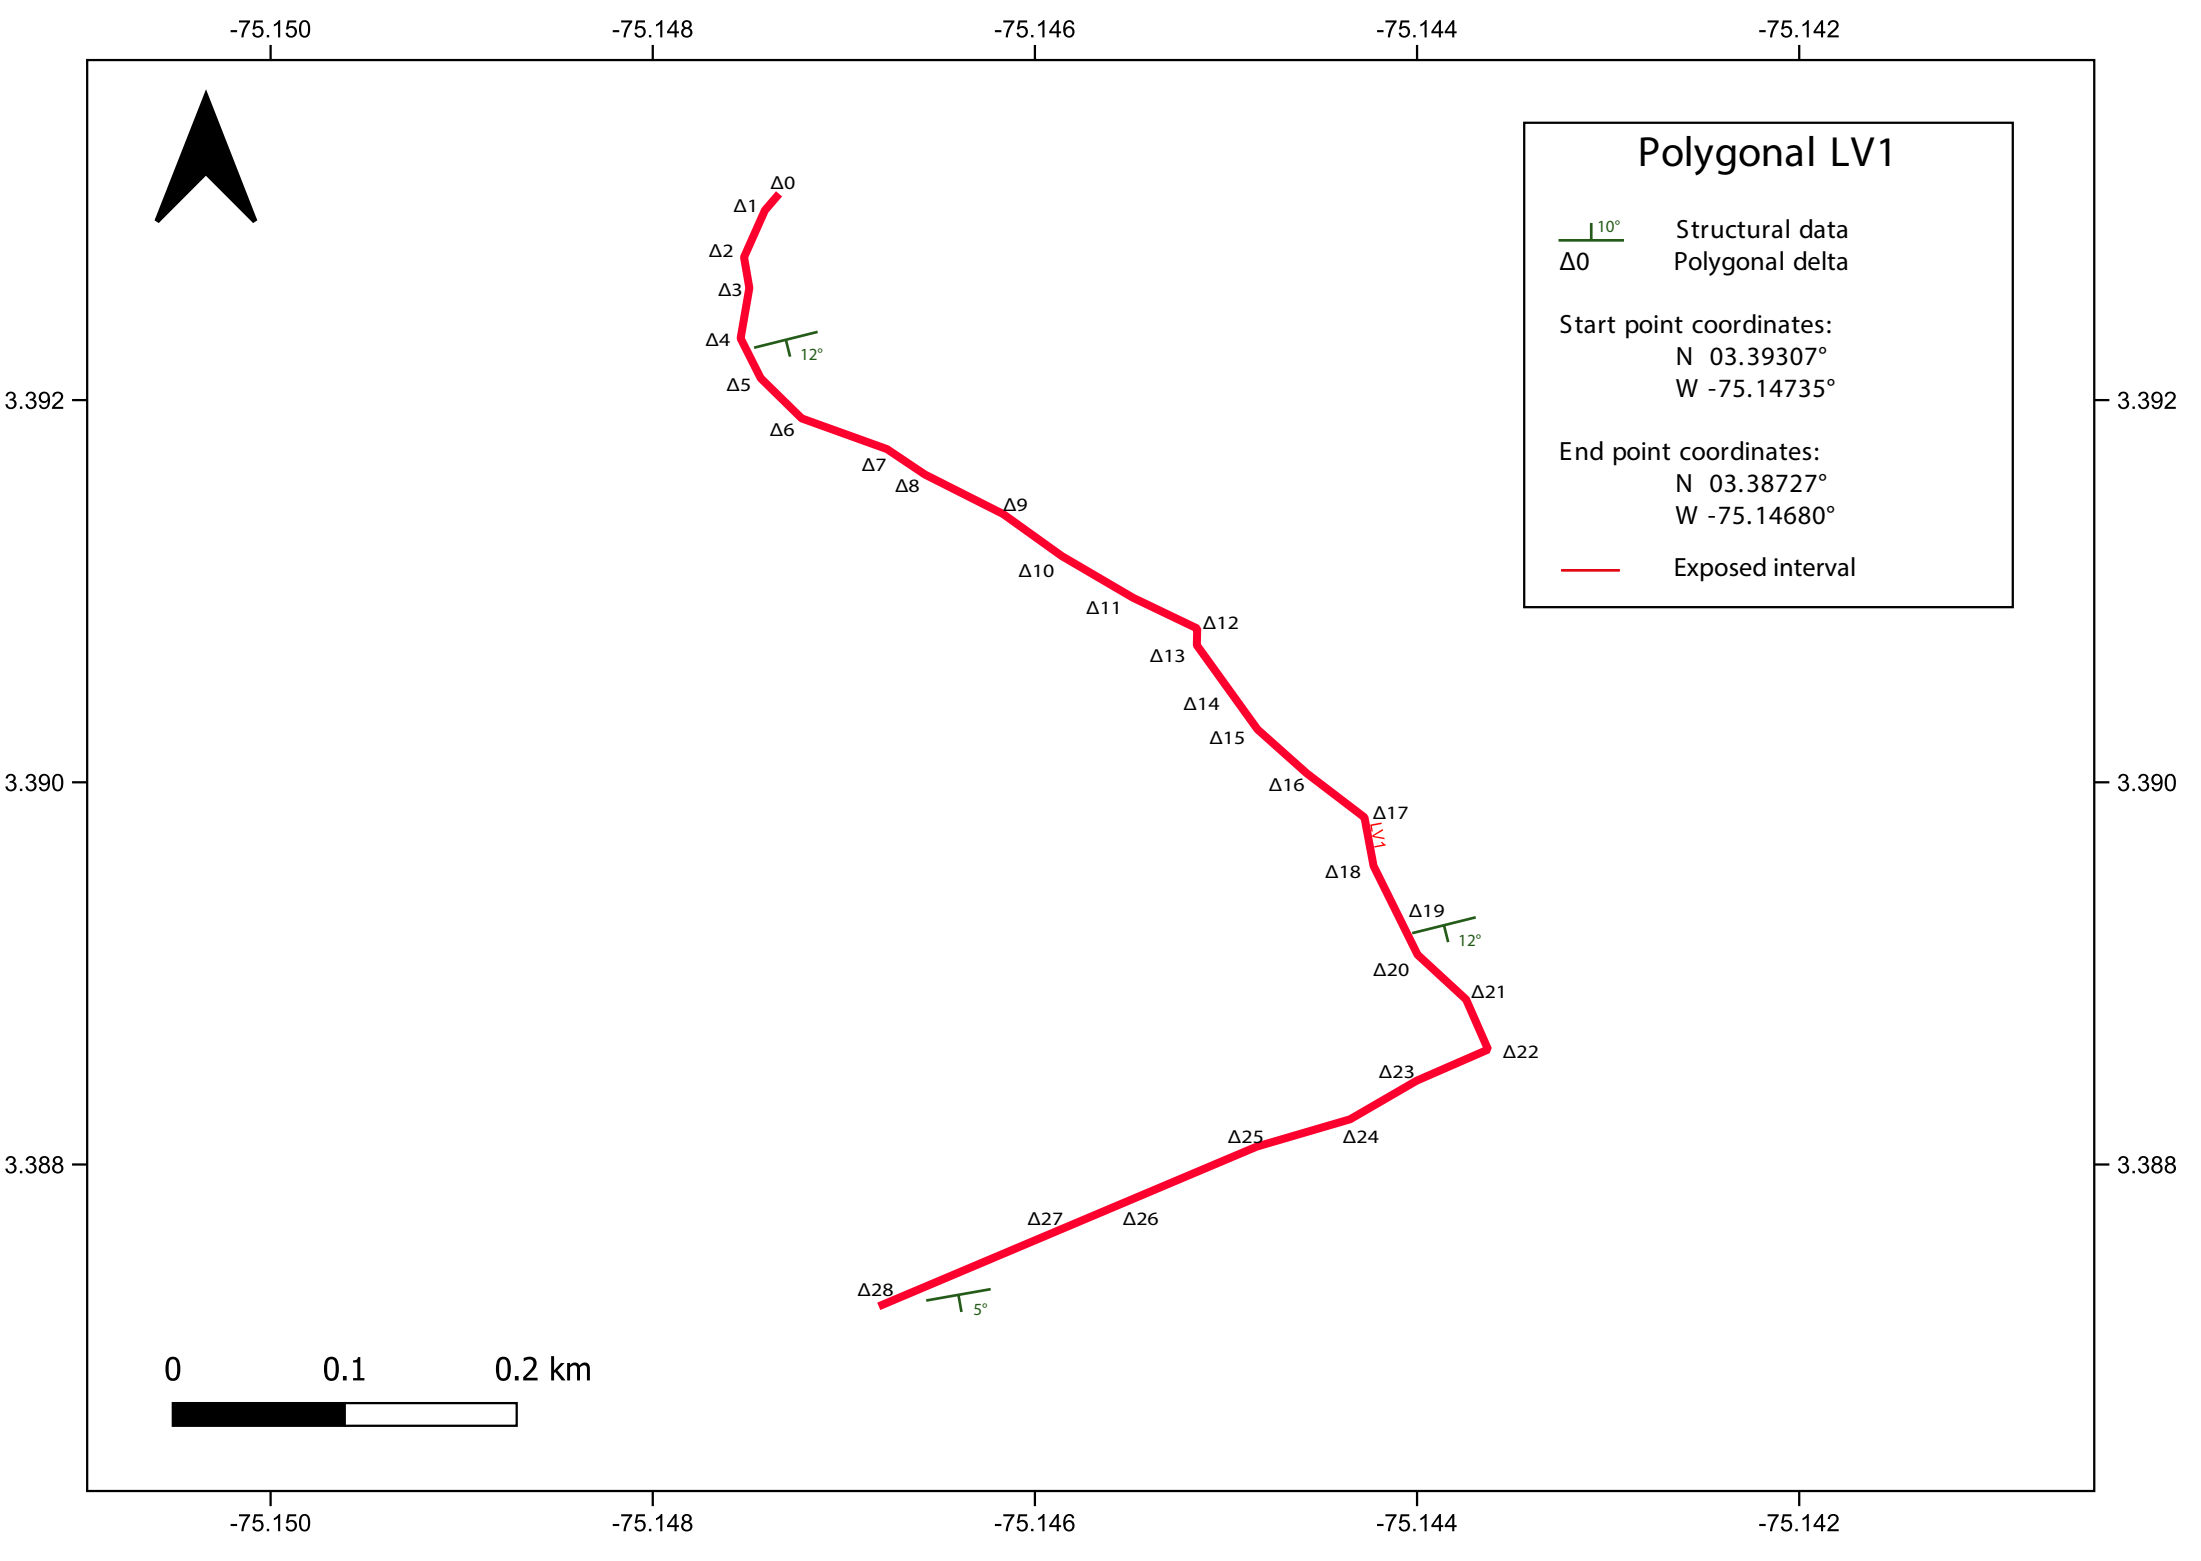 -75.150 -75.148 -75.146 -75.144 -75.142
Polygonal LV1
10° Structural data
Δ0 Polygonal delta
Start point coordinates:
N 03.39307°
W -75.14735°
End point coordinates:
N 03.38727°
W -75.14680°
Exposed interval
Δ0
Δ1
Δ2
Δ3
Δ4
12°
Δ5
3.392 3.392
Δ6
Δ7
Δ8
Δ9
Δ10
Δ11
Δ12
Δ13
Δ14
Δ15
3.390 3.390
Δ16
Δ17
LV1
Δ18
Δ19
12°
Δ20
Δ21
Δ22
Δ23
Δ24
Δ25
3.388 3.388
Δ26
Δ27
Δ28
5°
0 0.1 0.2 km
-75.150 -75.148 -75.146 -75.144 -75.142